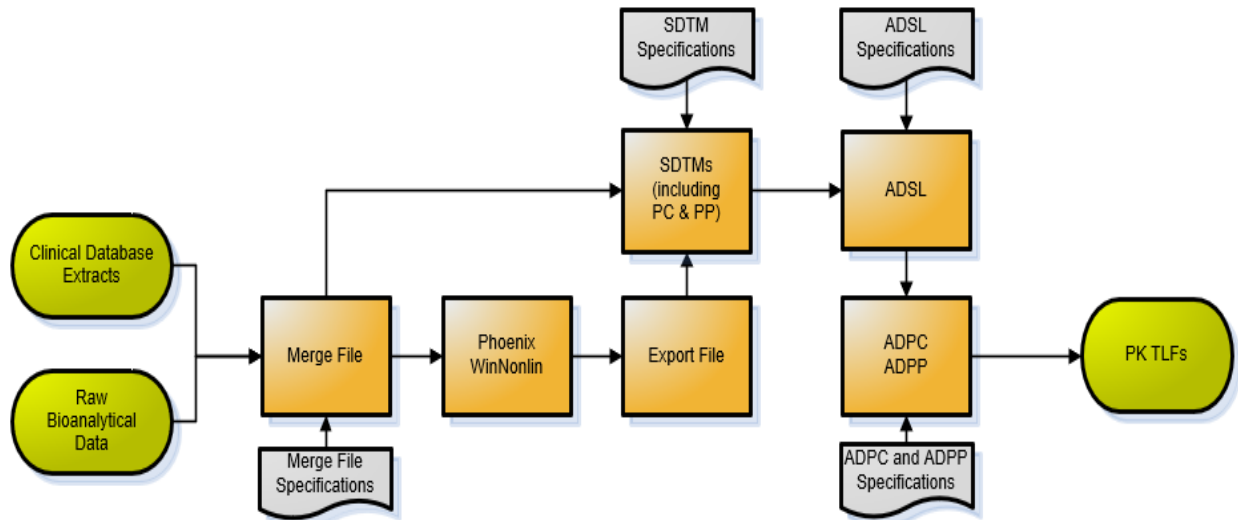 SDTM
Specifications
ADSL
Specifications
SDTMs
(including
PC & PP)
ADSL
Clinical Database
Extracts
Raw
Bioanalytical
Data
Merge File
Phoenix
WinNonlin
Export File
ADPC
ADPP
PK TLFs
Merge File
Specifications
ADPC and ADPP
Specifications